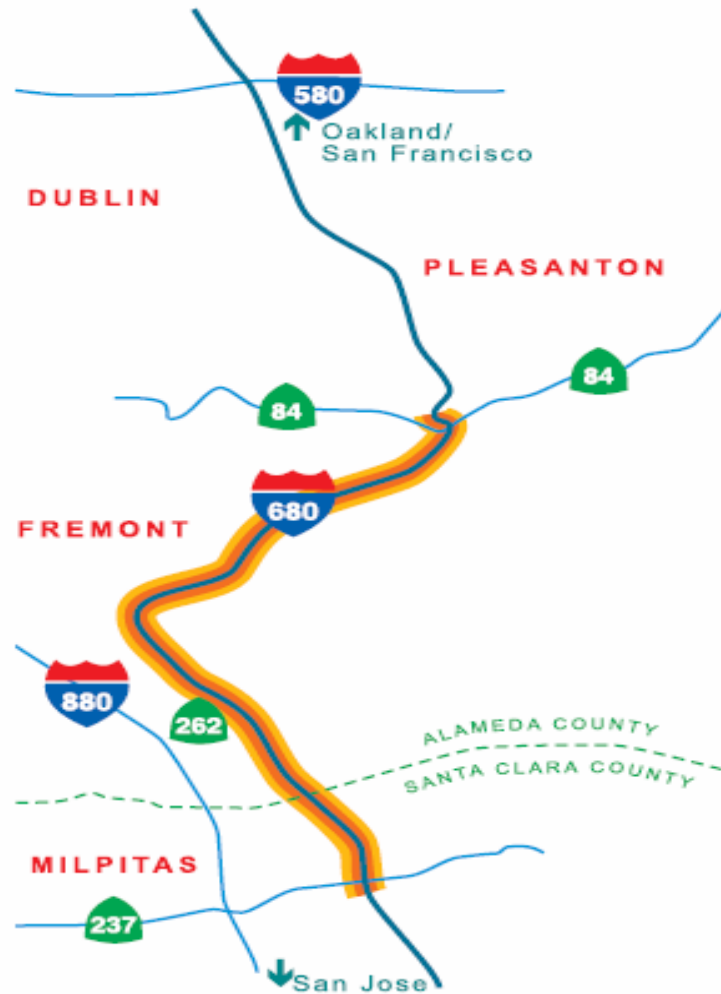 580
Oakland/
San Francisco
DUBLIN
PLEASANTON
84
84
680
FREMONT
880
262
ALAMEDA COUNTY
SANTA CLARA COUNTY
MILPITAS
237
San Jose